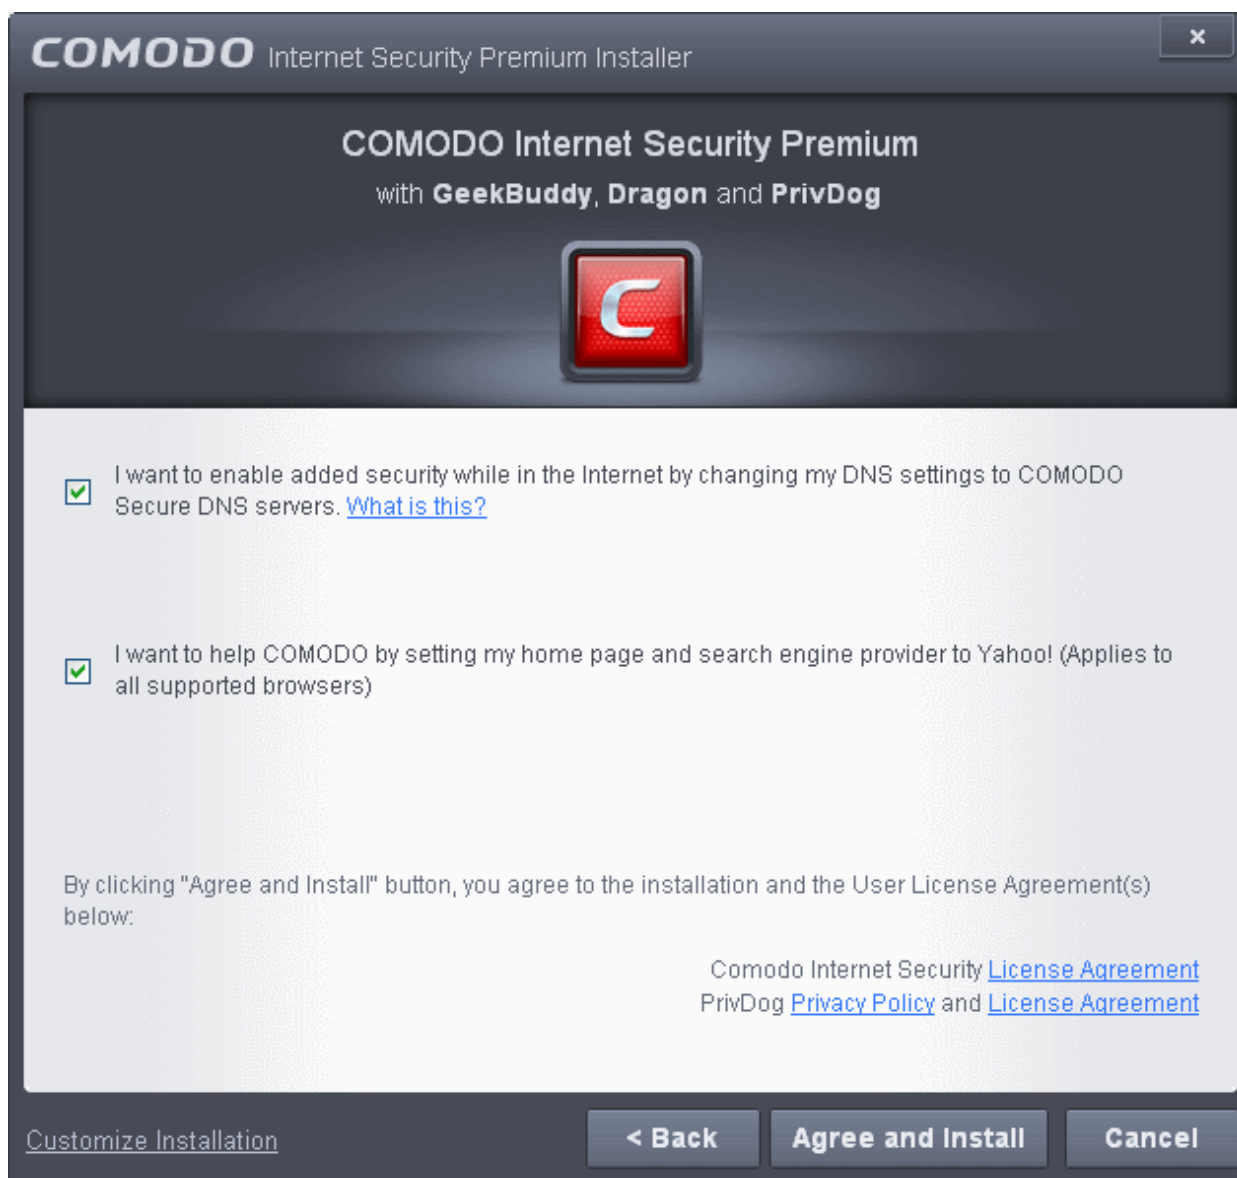 COMODO Internet Security Premium Installer
×
COMODO Internet Security Premium
with GeekBuddy, Dragon and PrivDog
C
I want to enable added security while in the Internet by changing my DNS settings to COMODO
Secure DNS servers. What is this?
I want to help COMODO by setting my home page and search engine provider to Yahoo! (Applies to
all supported browsers)
By clicking "Agree and Install" button, you agree to the installation and the User License Agreement(s)
below:
Comodo Internet Security License Agreement
PrivDog Privacy Policy and License Agreement
Customize Installation
< Back
Agree and Install
Cancel